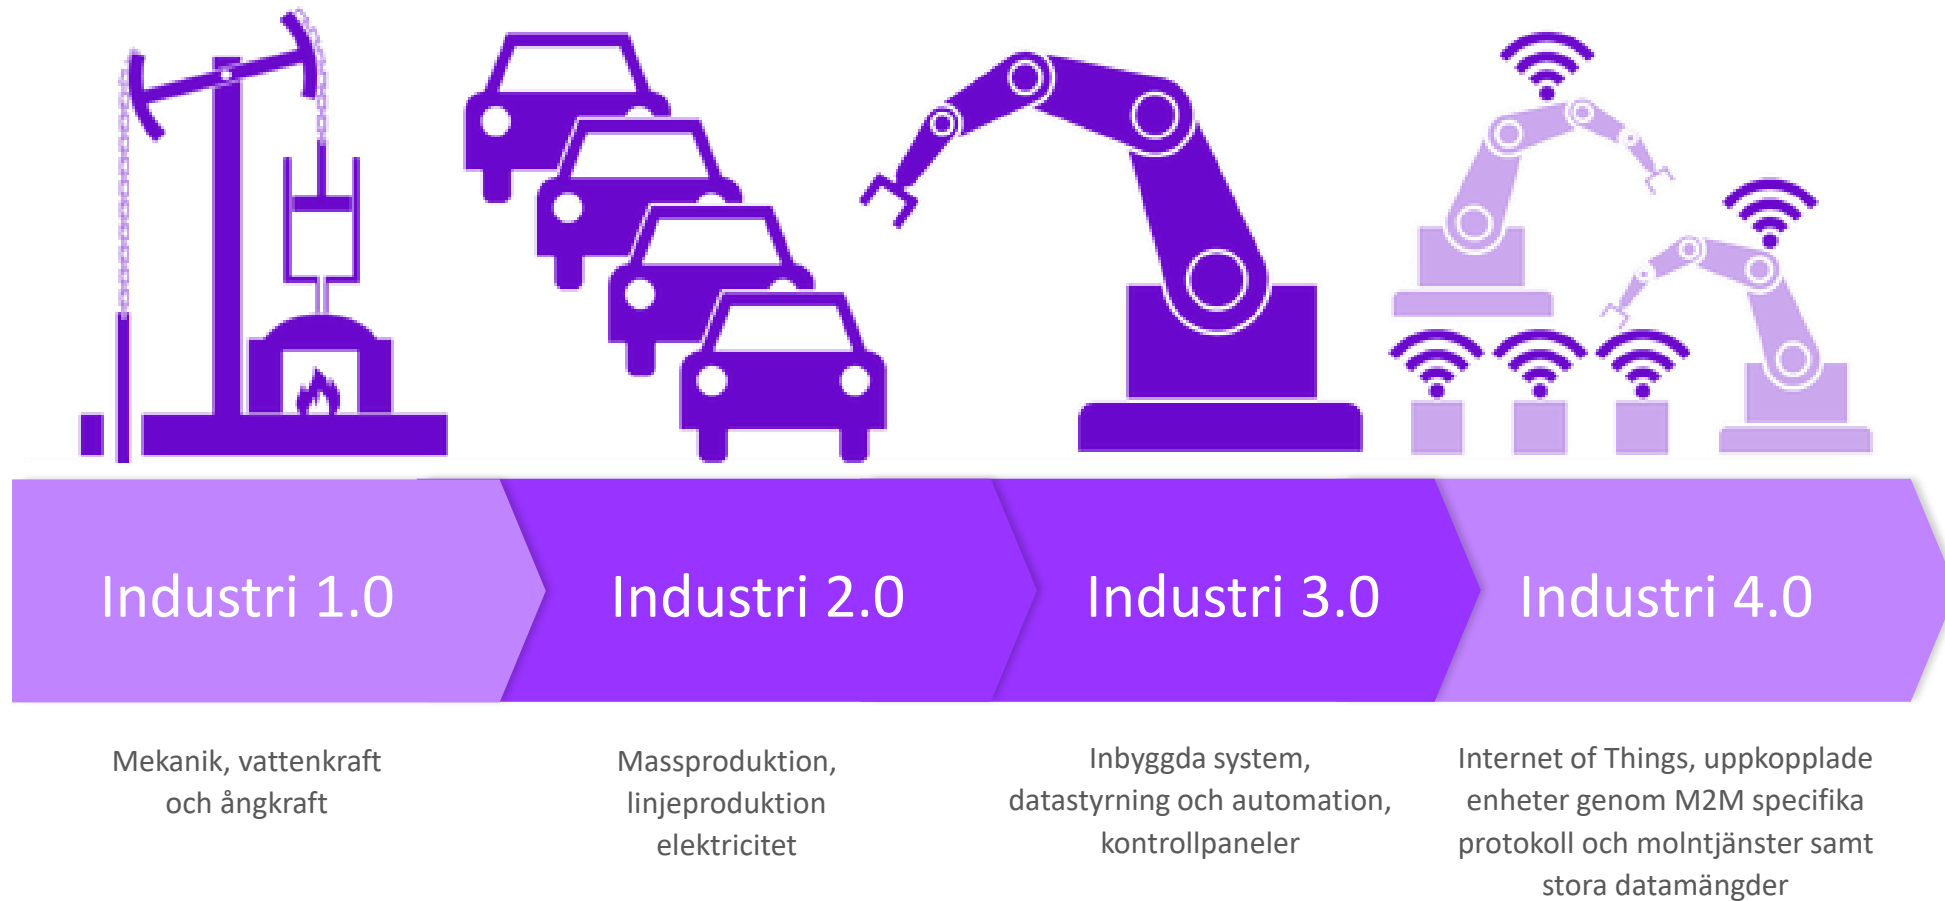 Industri 1.0
Industri 2.0
Industri 3.0
Industri 4.0
Mekanik, vattenkraft
och ångkraft
Massproduktion,
linjeproduktion
elektricitet
Inbyggda system,
datastyrning och automation,
kontrollpaneler
Internet of Things, uppkopplade
enheter genom M2M specifika
protokoll och molntjänster samt
stora datamängder